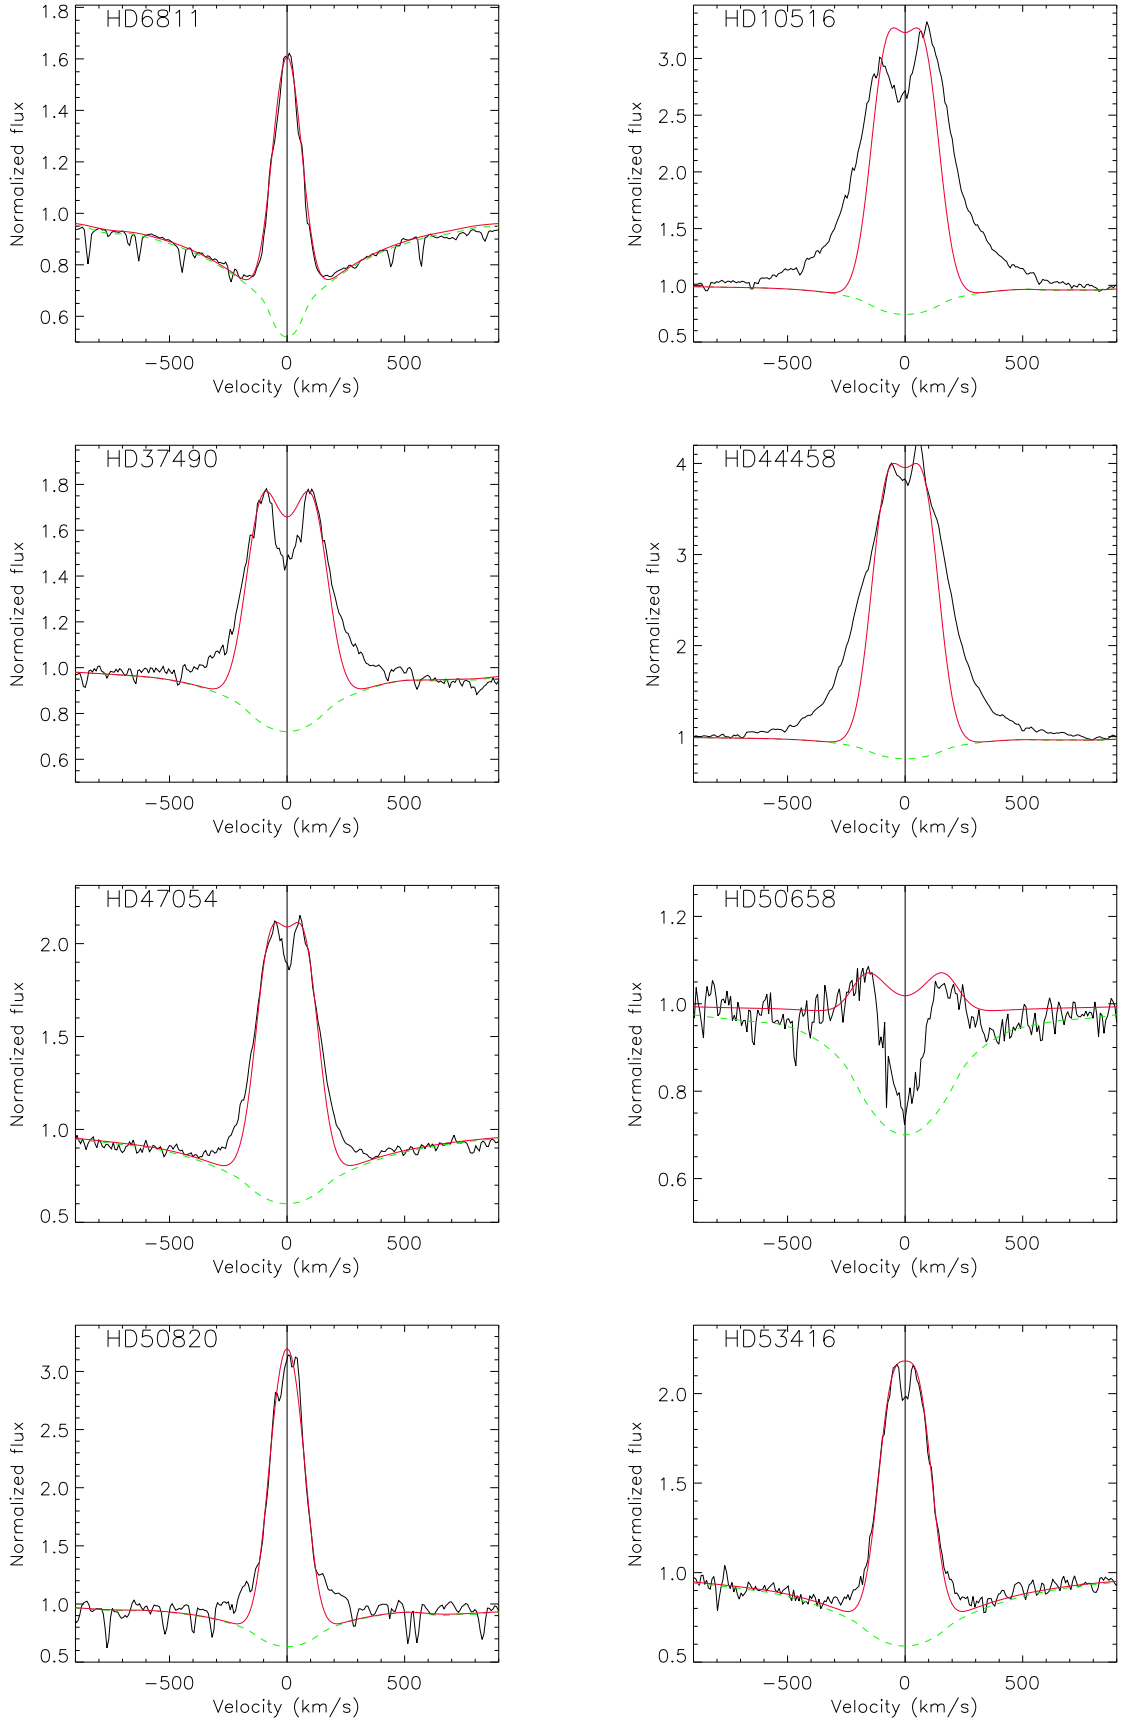 HD6811
1.8
1.6
1.4
1.2
1.0
0.8
0.6
Normalized flux
−500
0
500
Velocity (km/s)
HD10516
3.0
2.5
2.0
1.5
1.0
0.5
Normalized flux
−500
0
500
Velocity (km/s)
HD37490
1.8
1.6
1.4
1.2
1.0
0.8
0.6
Normalized flux
−500
0
500
Velocity (km/s)
HD44458
4
4
2
3
1
Normalized flux
−500
0
500
Velocity (km/s)
HD47054
2.0
1.5
1.0
0.5
Normalized flux
−500
0
500
Velocity (km/s)
HD50658
1.2
1.0
0.8
0.6
Normalized flux
−500
0
500
Velocity (km/s)
HD50820
3.0
2.5
2.0
1.5
1.0
0.5
Normalized flux
−500
0
500
Velocity (km/s)
HD53416
2.0
1.5
1.0
0.5
Normalized flux
−500
0
500
Velocity (km/s)